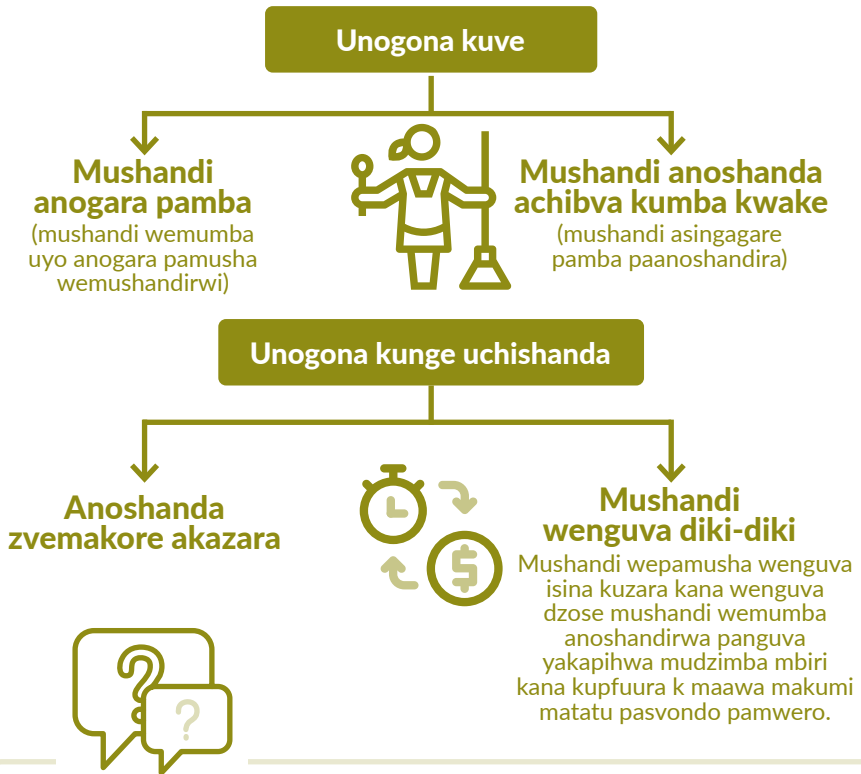 Unogona kuve
Mushandi
anogara pamba
(mushandi wemumba
uyo anogara pamusha
wemushandirwi)
Mushandi anoshanda
achibva kumba kwake
(mushandi asingagare
pamba paanoshandira)
Unogona kunge uchishanda
Anoshanda
zvemakore akazara
Mushandi
wenguva diki-diki
Mushandi wepamusha wenguva
isina kuzara kana wenguva
dzose mushandi wemumba
anoshandirwa panguva
yakapihwa mudzimba mbiri
kana kupfuura k maawa makumi
matatu pasvondo pamwero.
$
?
?